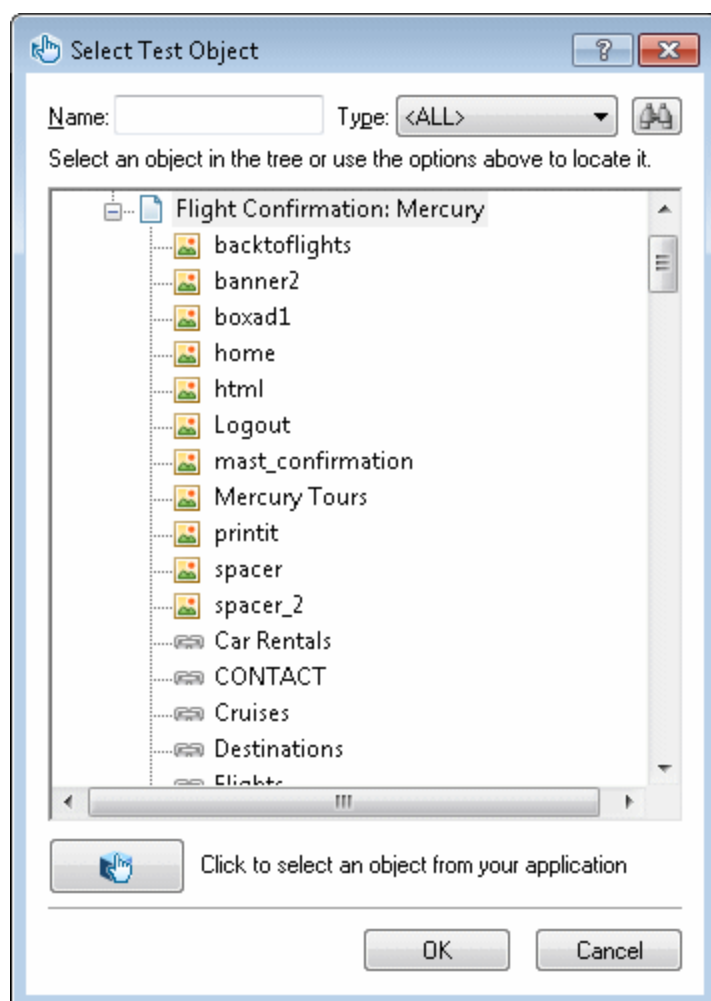 Select Test Object
Name: Type: <ALL>
Select an object in the tree or use the options above to locate it.
Flight Confirmation: Mercury
backtoflights
banner2
boxad1
home
html
Logout
mast_confirmation
Mercury Tours
printit
spacer
spacer_2
Car Rentals
CONTACT
Cruises
Destinations
Flights
Click to select an object from your application
OK Cancel